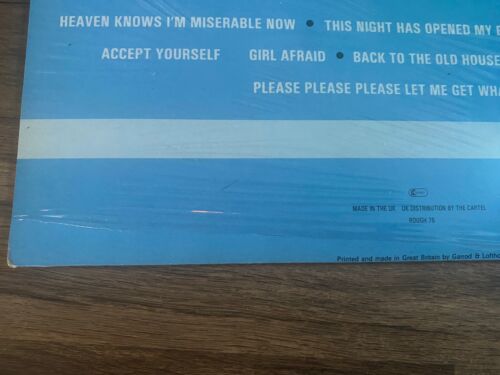 HEAVEN KNOWS I'M MISERABLE NOW ● THIS NIGHT HAS OPENED MY
ACCEPT YOURSELF GIRL AFRAID ● BACK TO THE OLD HOUSE
PLEASE PLEASE PLEASE LET ME GET
MADE IN THE UK UK DISTRIBUTION BY THE CARTEL
ROUGH 76
Printed and made in Great Britain by Garrod &